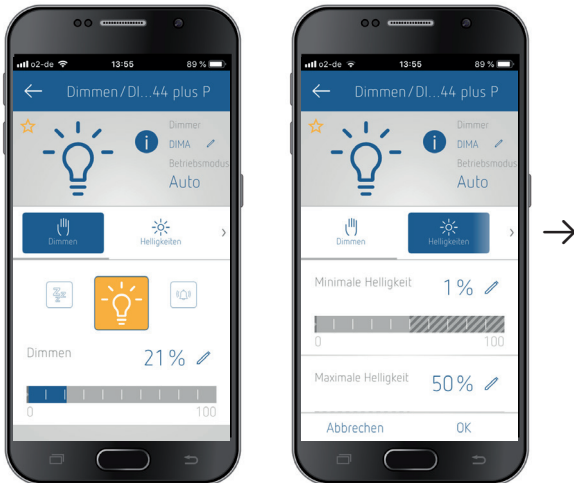 o2-de 13:55 89 %
Dimmen/DI...44 plus P
Dimmer
i
DIMA
Betriebsmodus
Auto
Dimmen
Helligkeiten
Dimmen
21 %
0
100
o2-de 13:55 89 %
Dimmen/DI...44 plus P
Dimmer
i
DIMA
Betriebsmodus
Auto
Dimmen
Helligkeiten
Minimale Helligkeit
1 %
0
100
Maximale Helligkeit
50 %
Abbrechen
OK